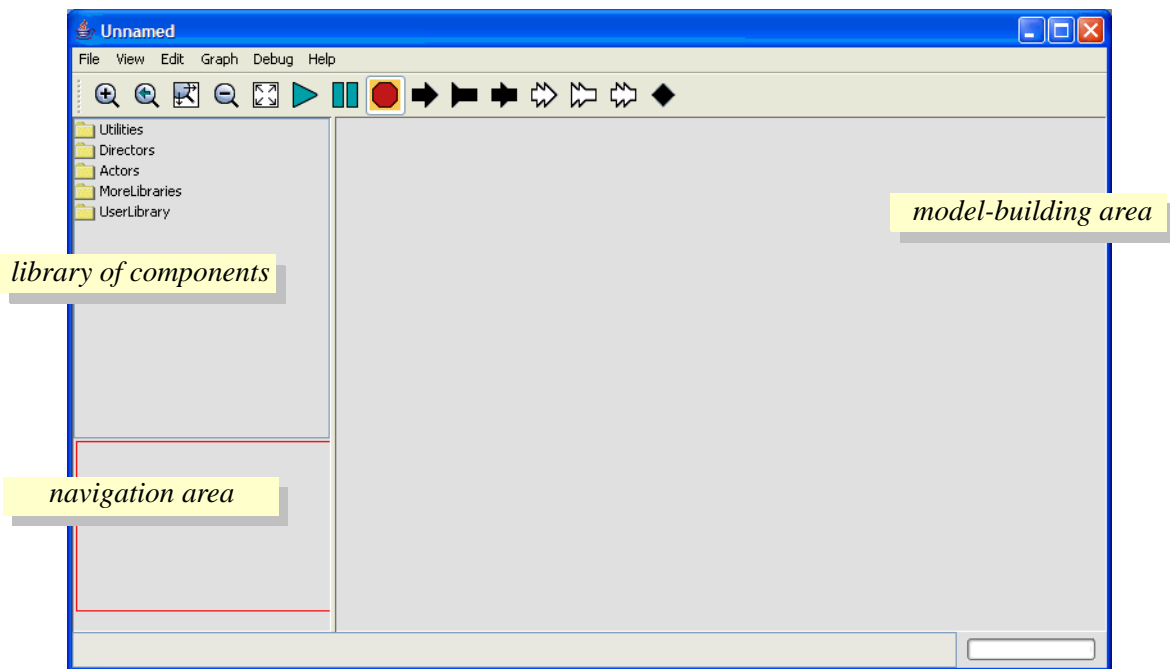 Unnamed
File View Edit Graph Debug Help
Utilities
Directors
Actors
MoreLibraries
UserLibrary
model-building area
library of components
navigation area